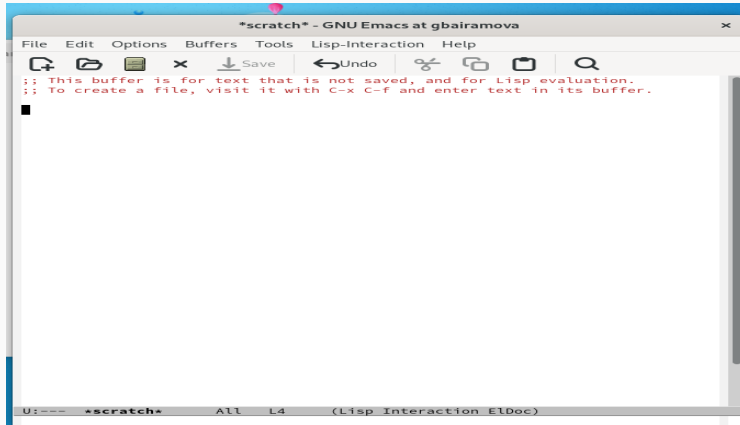 *scratch* - GNU Emacs at gbairamova
File Edit Options Buffers Tools Lisp-Interaction Help
Save Undo
;; This buffer is for text that is not saved, and for Lisp evaluation.
;; To create a file, visit it with C-x C-f and enter text in its buffer.
U:--- *scratch* All L4 (Lisp Interaction ElDoc)